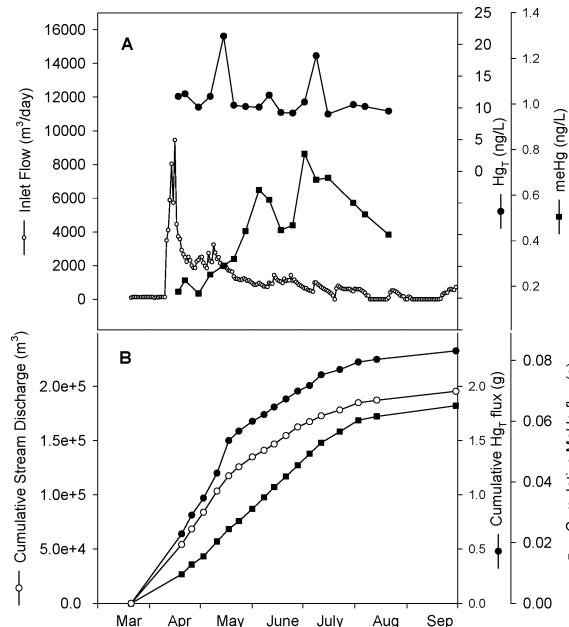 A
16000
14000
12000
10000
8000
6000
4000
2000
0
Inlet Flow (m3/day)
25
20
15
10
5
0
HgT (ng/L)
1.4
1.2
1.0
0.8
0.6
0.4
0.2
meHg (ng/L)
B
2.0e+5
1.5e+5
1.0e+5
5.0e+4
0.0
Cumulative Stream Discharge (m3)
2.0
1.5
1.0
0.5
0.0
Cumulative HgT flux (g)
0.08
0.06
0.04
0.02
0.00
Mar Apr May June July Aug Sep